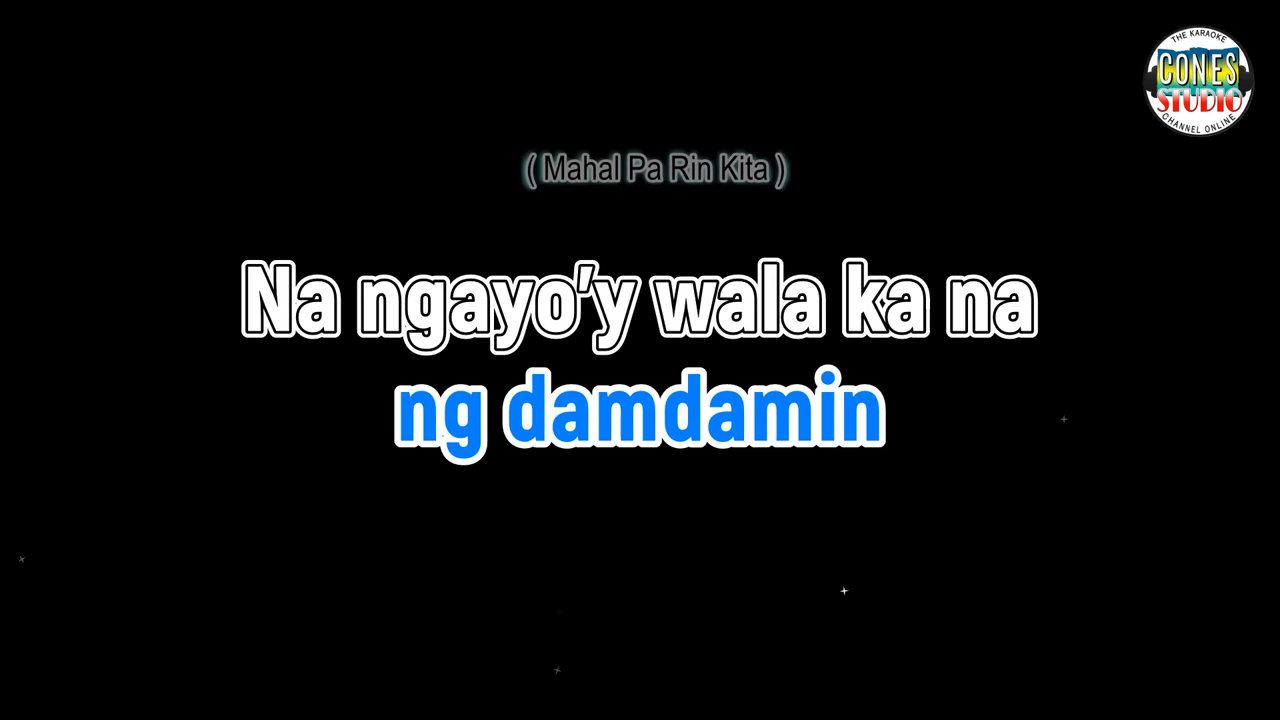 THE KARAOKE
CONES
STUDIO
CHANNEL ONLINE
( Mahal Pa Rin Kita )
Na ngayo'y wala ka na
ng damdamin